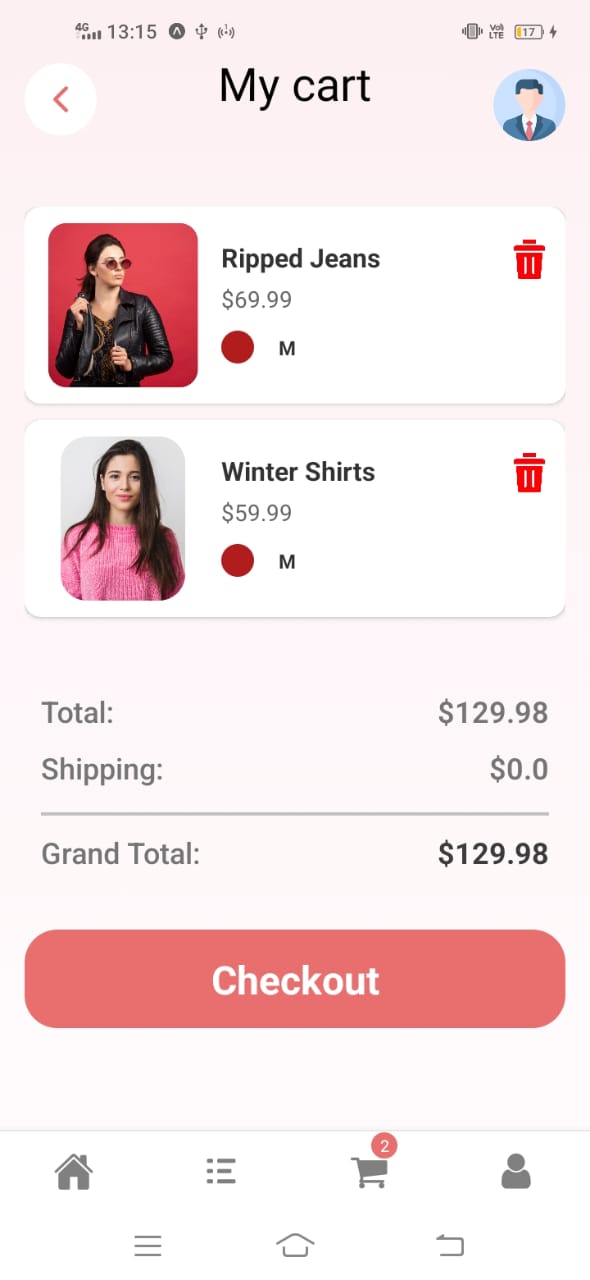 4G 13:15 Vo) LTE 17
My cart
Ripped Jeans
$69.99
M
Winter Shirts
$59.99
M
Total: $129.98
Shipping: $0.0
Grand Total: $129.98
Checkout
2